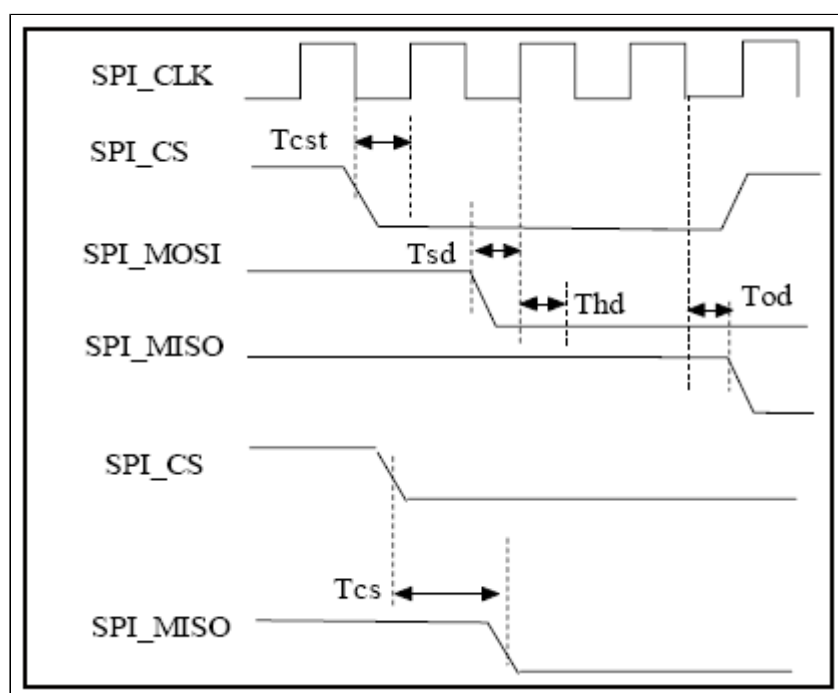 SPI_CLK
Tcst
SPI_CS
SPI_MOSI
Tsd
Thd
Tod
SPI_MISO
SPI_CS
Tcs
SPI_MISO